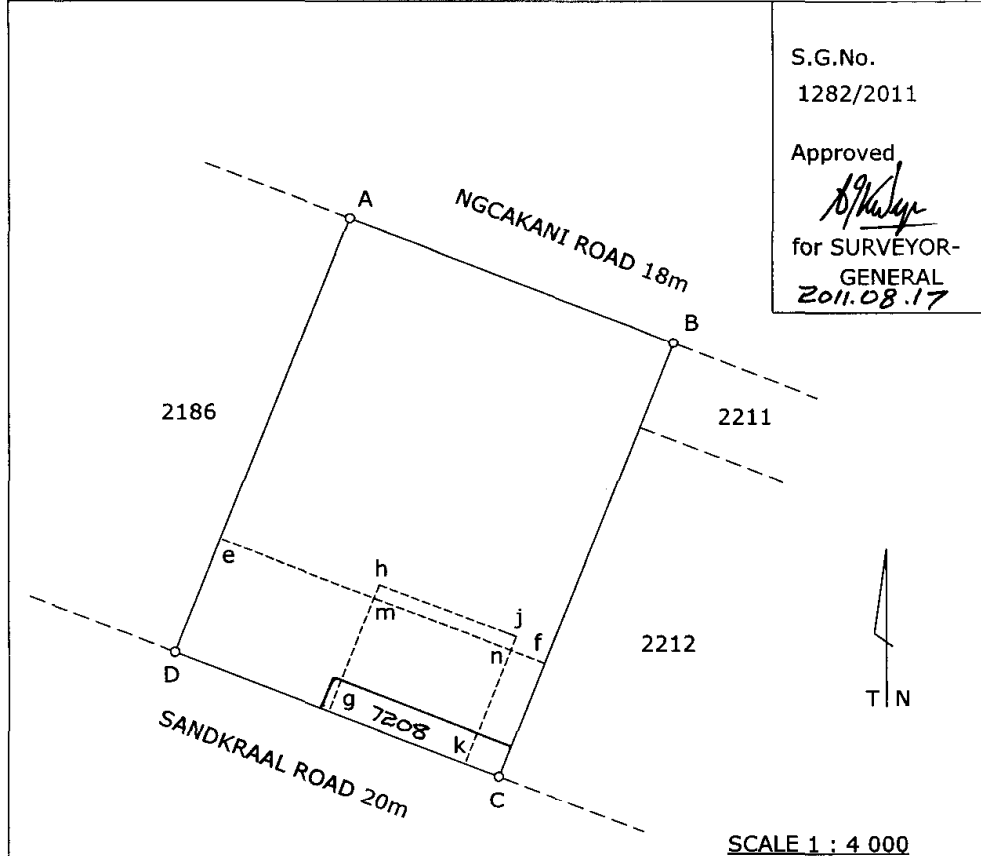 S.G.No.
1282/2011
Approved
for SURVEYOR-
GENERAL
2011.08.17
A
NGCAKANI ROAD 18m
B
2186
2211
e
h
m
j
f
n
2212
D
g
7208
k
T N
SANDKRAAL ROAD 20m
C
SCALE 1 : 4 000